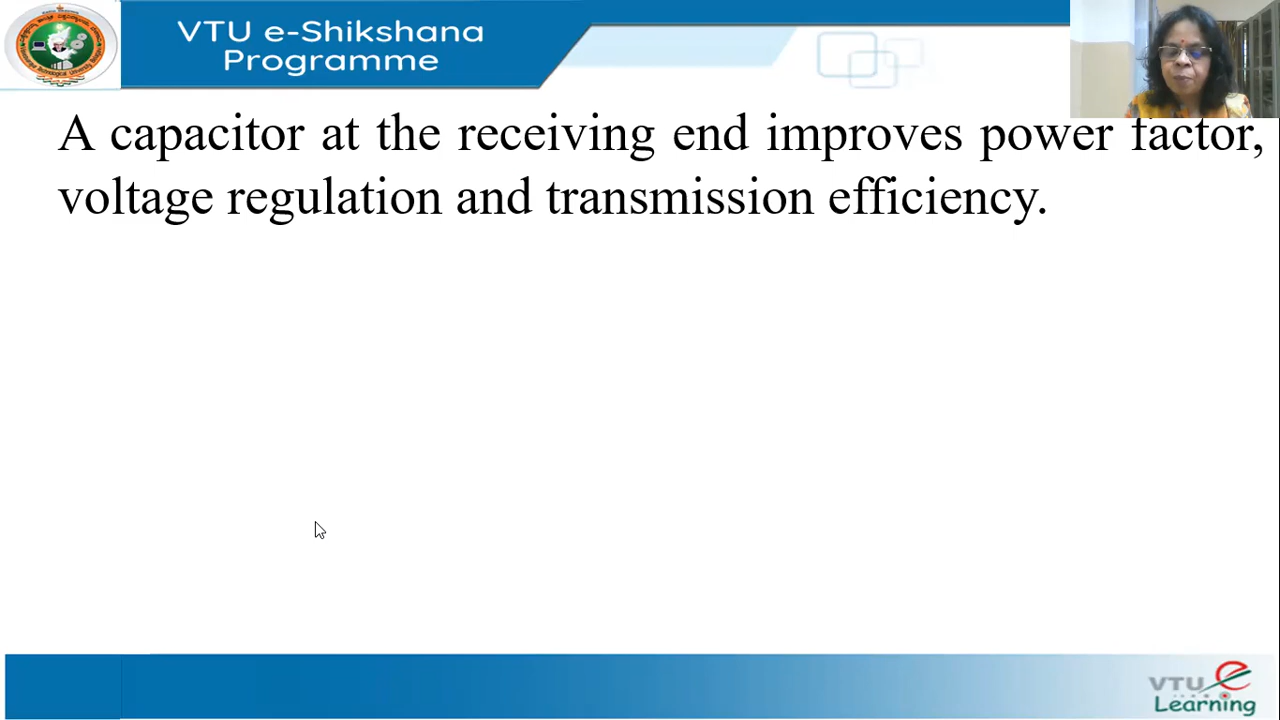 VTU e-Shikshana
Programme
A capacitor at the receiving end improves power factor,
voltage regulation and transmission efficiency.
VTU e
Learning